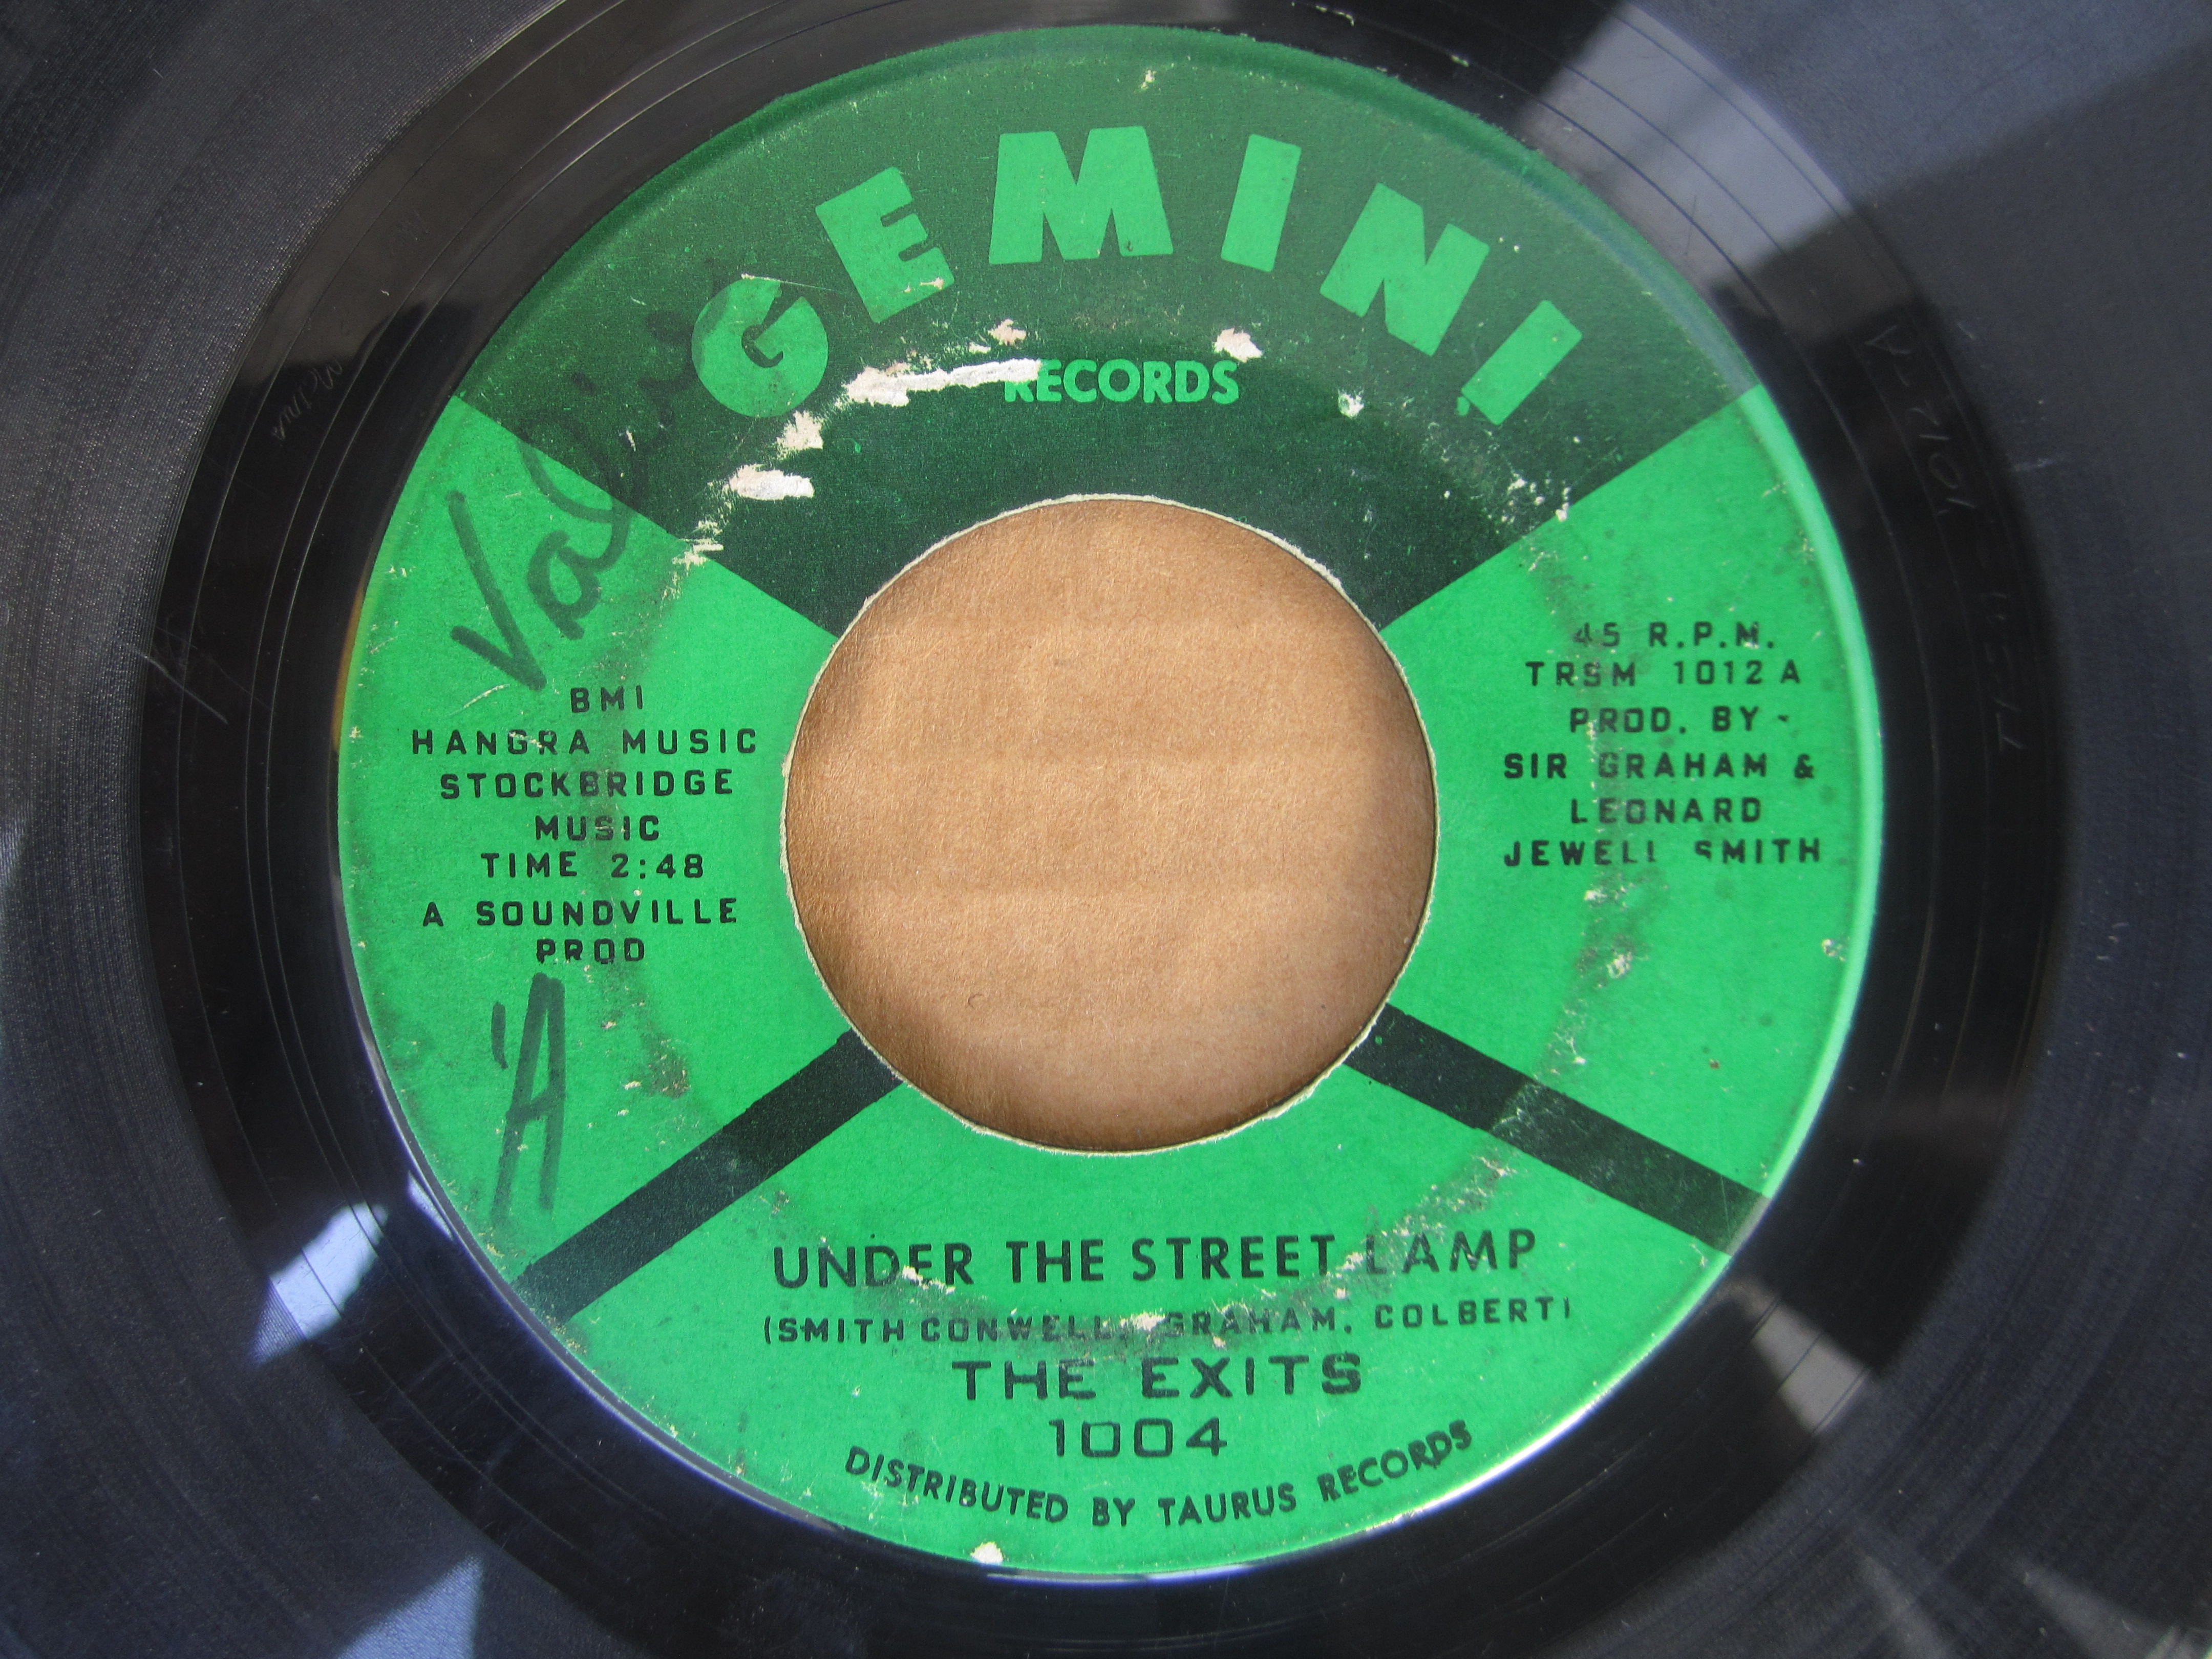 GEMINI
RECORDS
BMI
HANGRA MUSIC
STOCKBRIDGE
MUSIC
TIME 2:48
A SOUNDVILLE
PROD
'A
45 R.P.M.
TRSM 1012 A
PROD. BY -
SIR GRAHAM &
LEONARD
JEWELL SMITH
UNDER THE STREET LAMP
(SMITH CONWELL, GRAHAM, COLBERT)
THE EXITS
1004
DISTRIBUTED BY TAURUS RECORDS